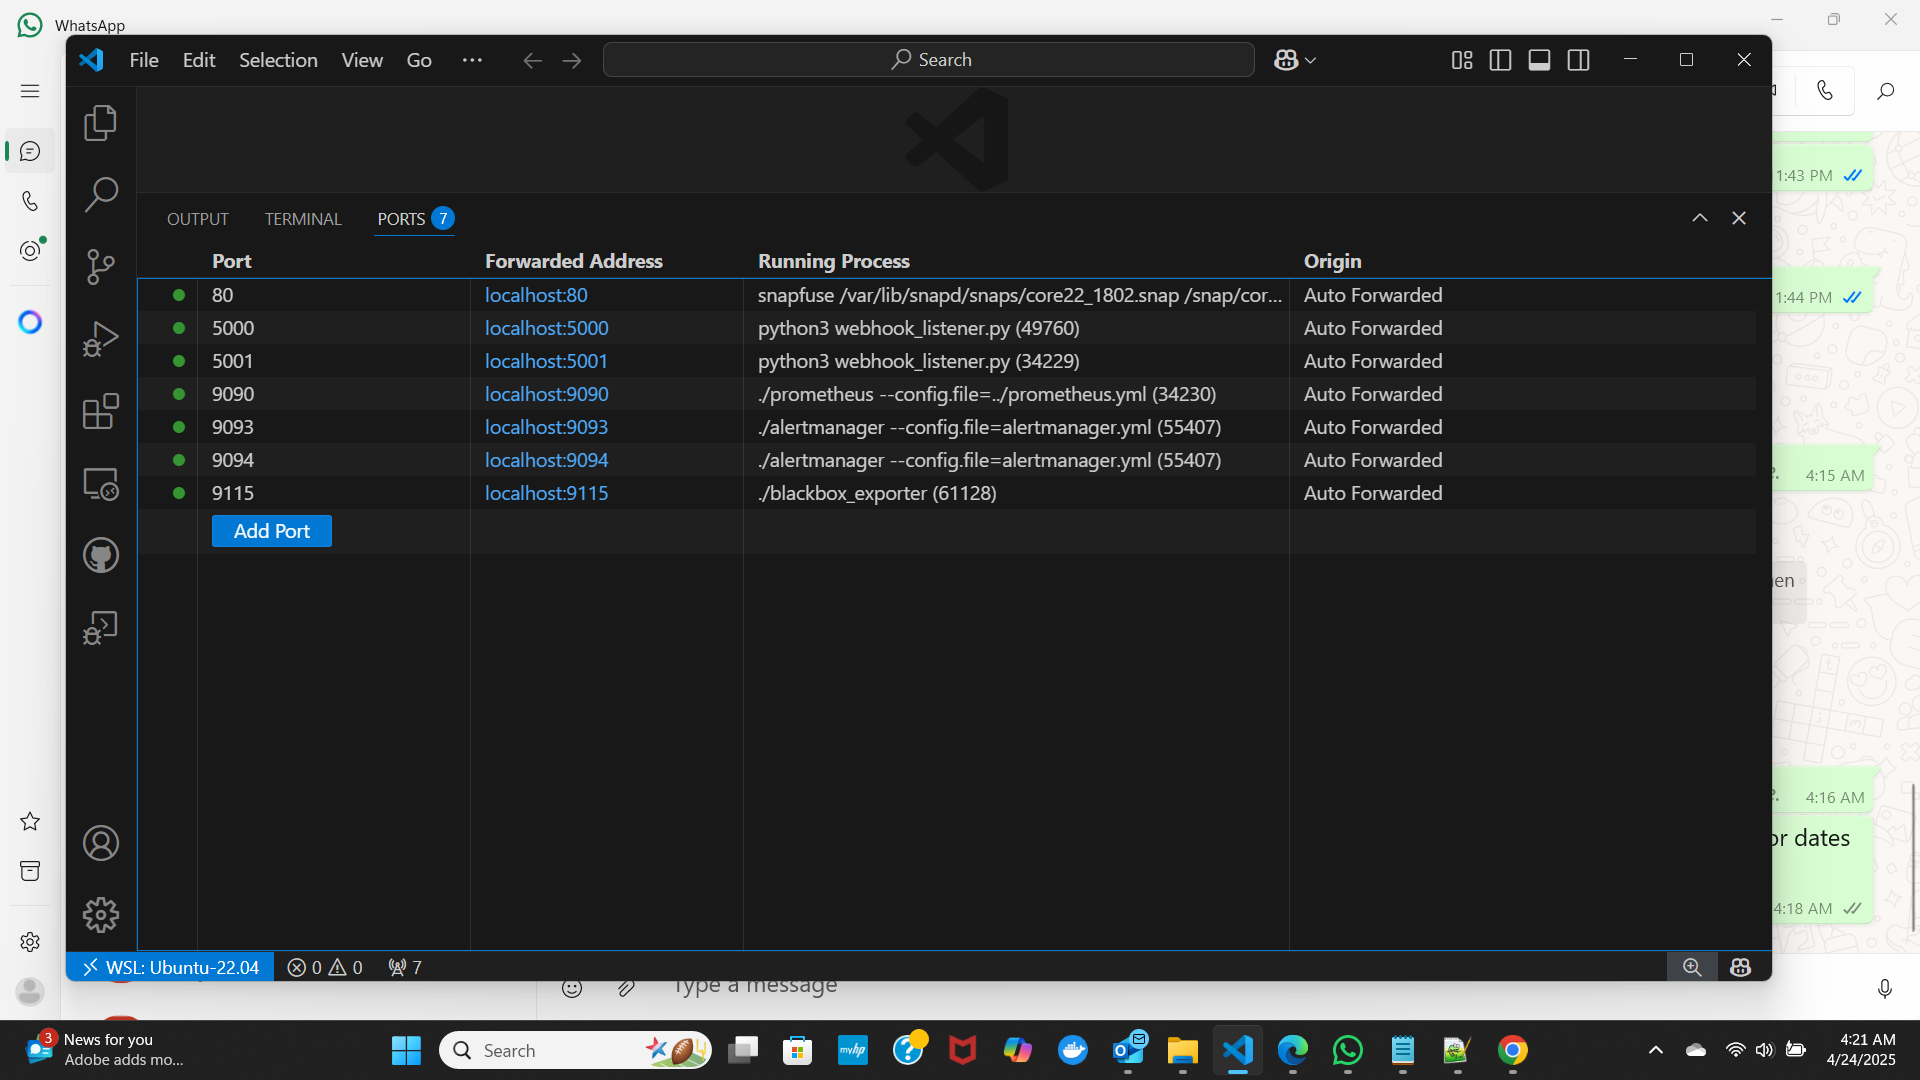 WhatsApp
File Edit Selection View Go ... Search
OUTPUT TERMINAL PORTS 7
Port Forwarded Address Running Process Origin
80 localhost:80 snapfuse /var/lib/snapd/snaps/core22_1802.snap /snap/cor... Auto Forwarded
5000 localhost:5000 python3 webhook_listener.py (49760) Auto Forwarded
5001 localhost:5001 python3 webhook_listener.py (34229) Auto Forwarded
9090 localhost:9090 ./prometheus --config.file=../prometheus.yml (34230) Auto Forwarded
9093 localhost:9093 ./alertmanager --config.file=alertmanager.yml (55407) Auto Forwarded
9094 localhost:9094 ./alertmanager --config.file=alertmanager.yml (55407) Auto Forwarded
9115 localhost:9115 ./blackbox_exporter (61128) Auto Forwarded
Add Port
WSL: Ubuntu-22.04 0 0 7
1:43 PM
1:44 PM
4:15 AM
4:16 AM
or dates
4:18 AM
Type a message
3 News for you
Adobe adds mo...
Search
myhp
4:21 AM
4/24/2025